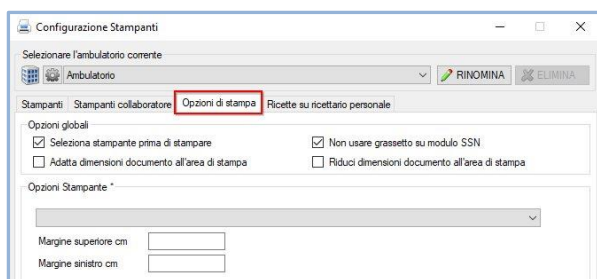 Configurazione Stampanti
Selezionare l'ambulatorio corrente
Ambulatorio RINOMINA ELIMINA
Stampanti Stampanti collaboratore Opzioni di stampa Ricette su ricettario personale
Opzioni globali
Seleziona stampante prima di stampare Non usare grassetto su modulo SSN
Adatta dimensioni documento all'area di stampa Riduci dimensioni documento all'area di stampa
Opzioni Stampante *
Margine superiore cm
Margine sinistro cm